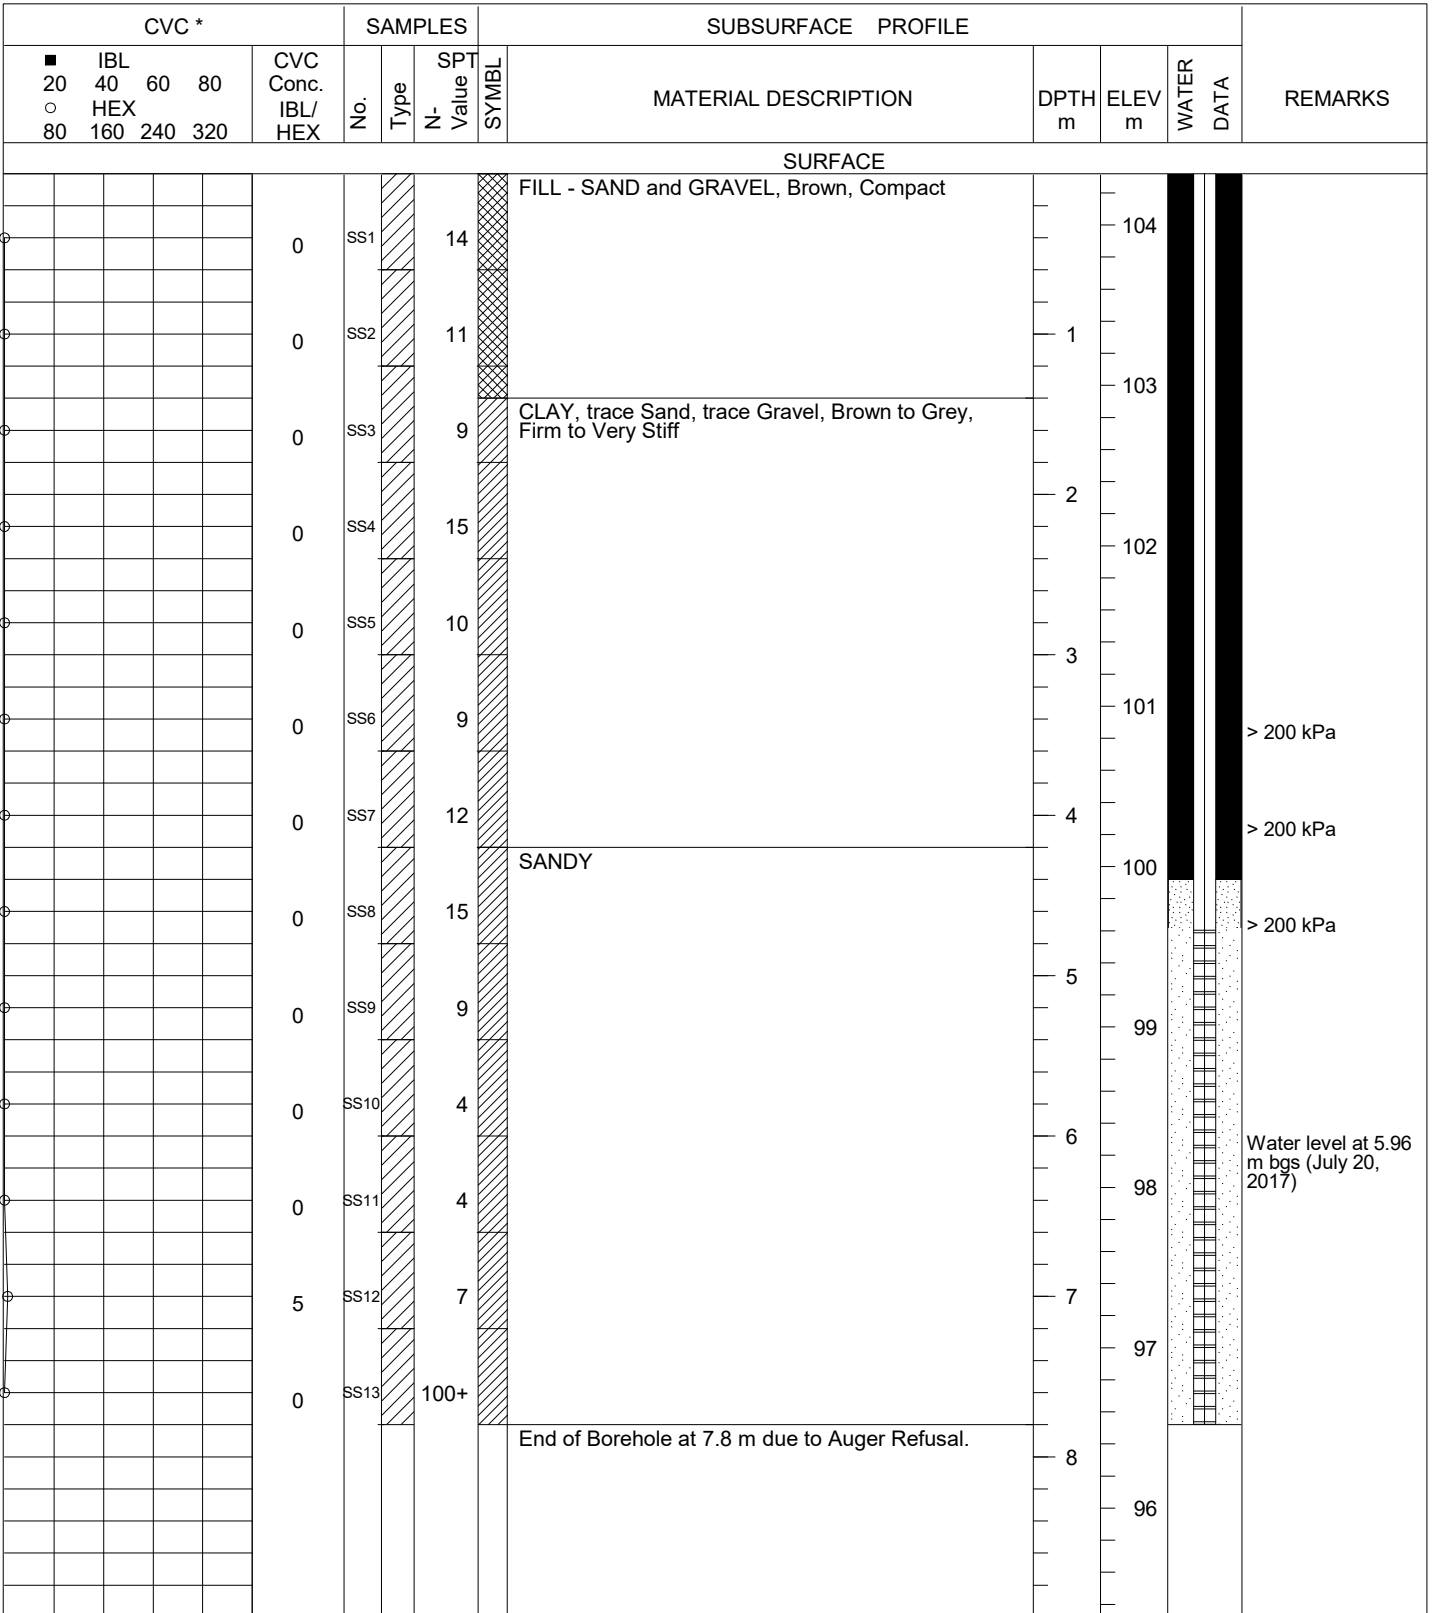 CVC *
SAMPLES
SUBSURFACE PROFILE
■ IBL
20 40 60 80
○ HEX
80 160 240 320
CVC
Conc.
IBL/
HEX
No.
Type
SPT
N-
Value
SYMBL
MATERIAL DESCRIPTION
DPTH
m
ELEV
m
WATER
DATA
REMARKS
SURFACE
FILL - SAND and GRAVEL, Brown, Compact
104
0 SS1 14
0 SS2 11
1
103
CLAY, trace Sand, trace Gravel, Brown to Grey,
Firm to Very Stiff
0 SS3 9
2
0 SS4 15
102
0 SS5 10
3
101
0 SS6 9
> 200 kPa
0 SS7 12
4
> 200 kPa
SANDY
100
0 SS8 15
> 200 kPa
5
0 SS9 9
99
0 SS10 4
6
Water level at 5.96
m bgs (July 20,
2017)
98
0 SS11 4
5 SS12 7
7
97
0 SS13 100+
End of Borehole at 7.8 m due to Auger Refusal.
8
96